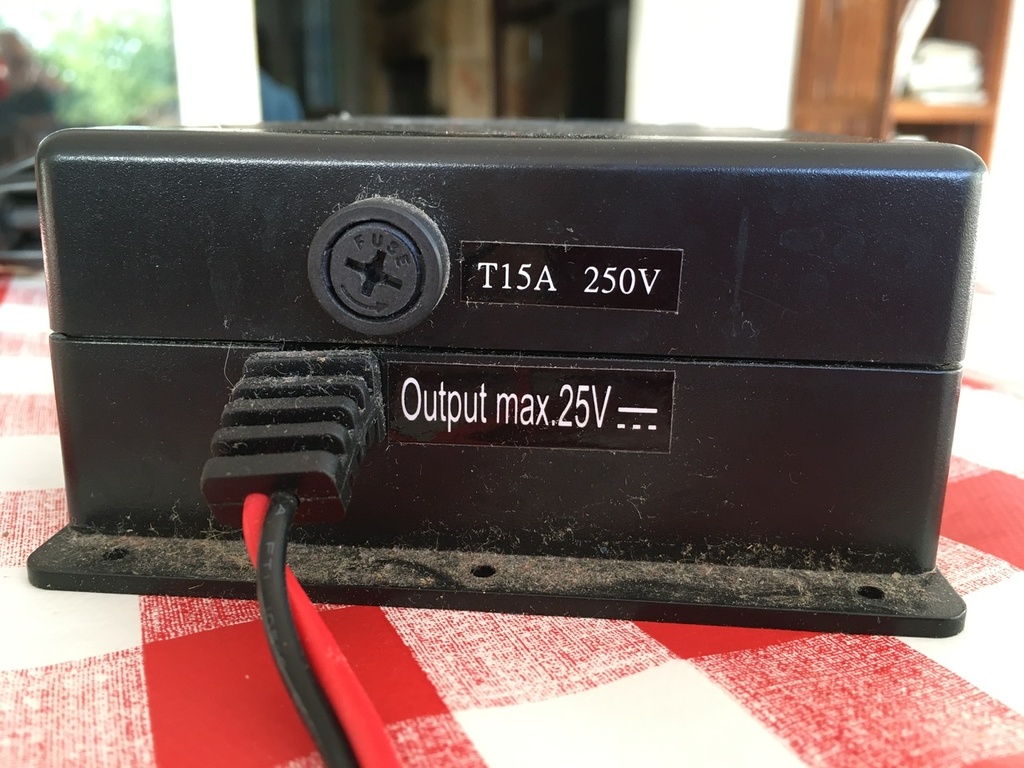 FUSE
T15A 250V
Output max.25V ⎓